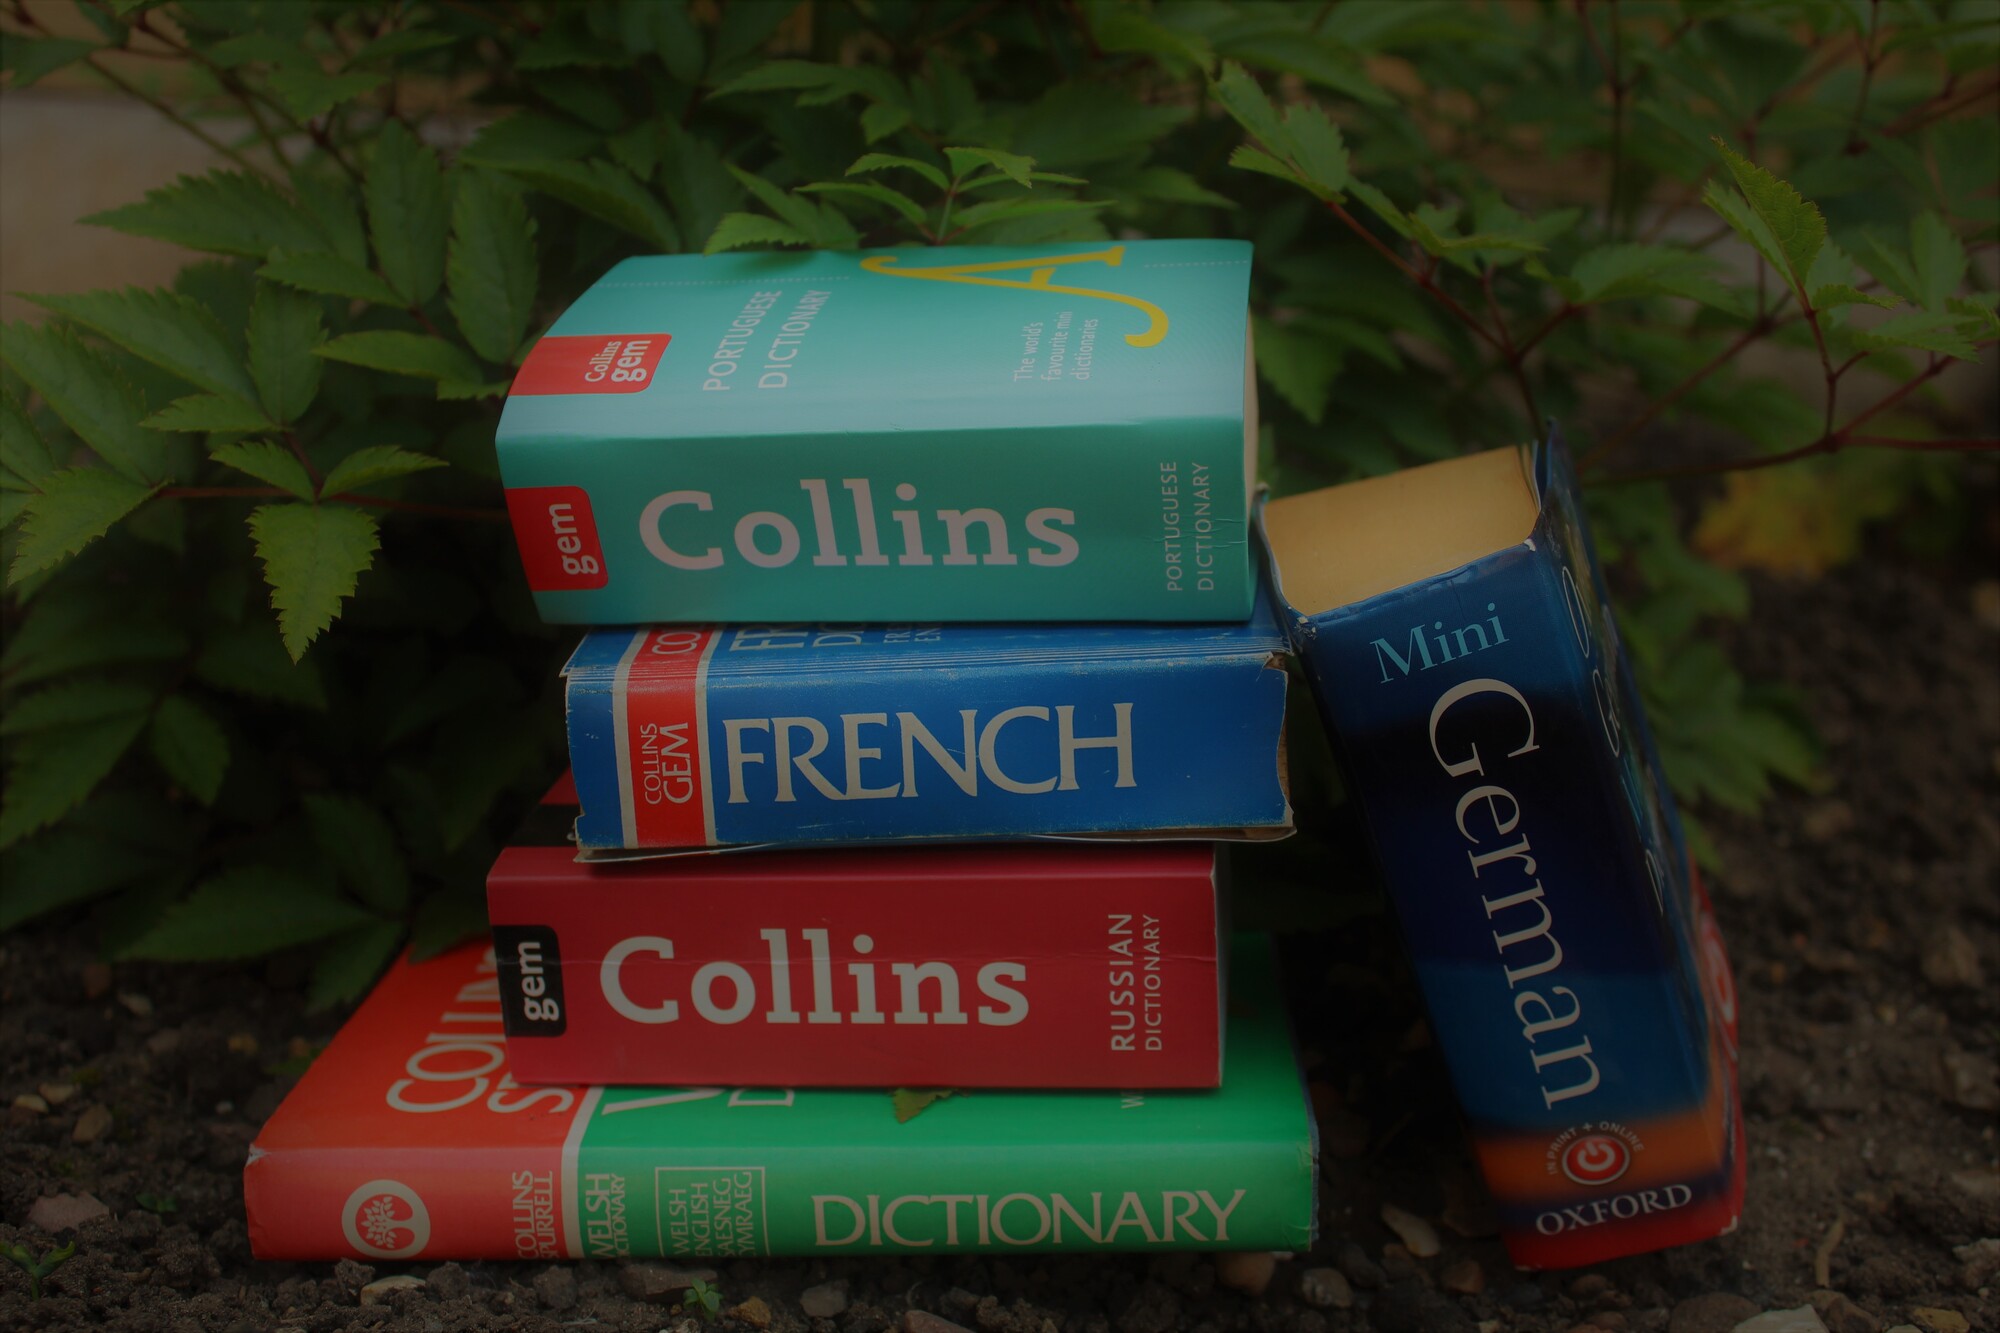 A
PORTUGUESE
DICTIONARY
The world's
favourite mini
dictionaries
Collins
gem
gem
Collins
PORTUGUESE
DICTIONARY
COLLINS
GEM
FRENCH
gem
Collins
RUSSIAN
DICTIONARY
COLLINS
SPURRELL
WELSH
DICTIONARY
WELSH
ENGLISH
SAESNEG
CYMRAEG
DICTIONARY
Mini
German
IN PRINT + ONLINE
OXFORD